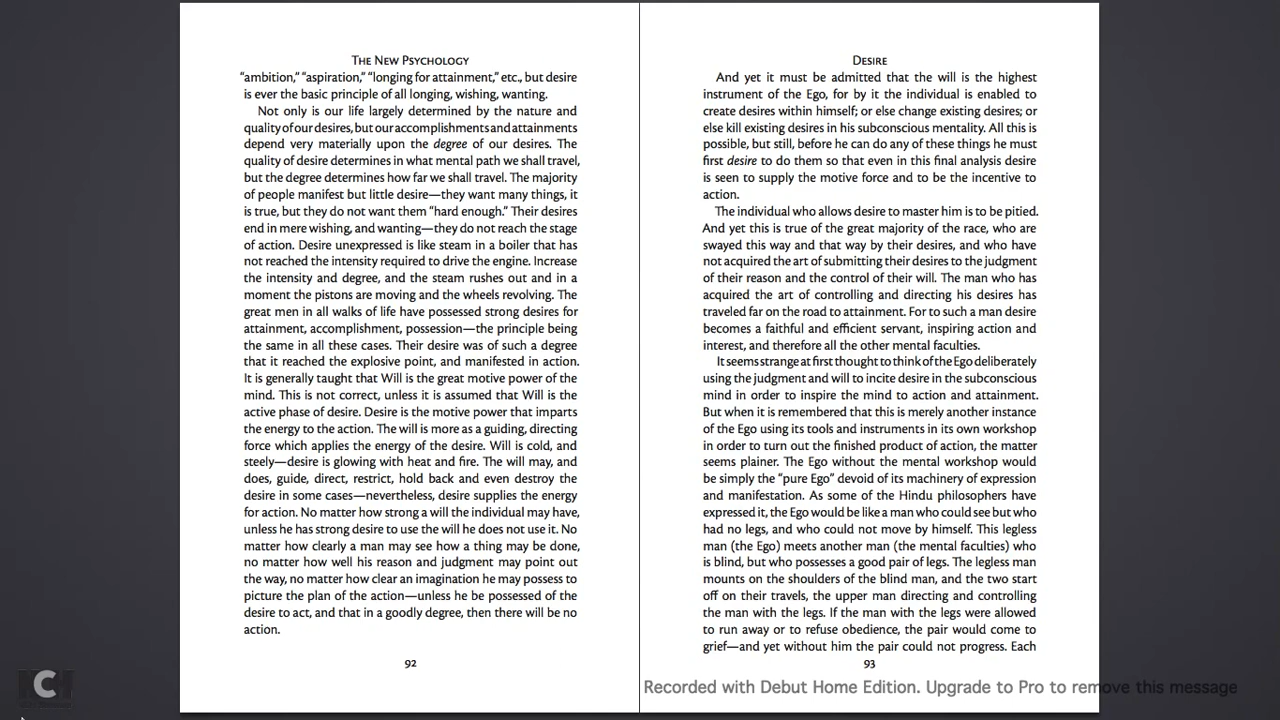 THE NEW PSYCHOLOGY
“ambition,” “aspiration,” “longing for attainment,” etc., but desire
is ever the basic principle of all longing, wishing, wanting.
Not only is our life largely determined by the nature and
quality of our desires, but our accomplishments and attainments
depend very materially upon the degree of our desires. The
quality of desire determines in what mental path we shall travel,
but the degree determines how far we shall travel. The majority
of people manifest but little desire—they want many things, it
is true, but they do not want them “hard enough.” Their desires
end in mere wishing, and wanting—they do not reach the stage
of action. Desire unexpressed is like steam in a boiler that has
not reached the intensity required to drive the engine. Increase
the intensity and degree, and the steam rushes out and in a
moment the pistons are moving and the wheels revolving. The
great men in all walks of life have possessed strong desires for
attainment, accomplishment, possession—the principle being
the same in all these cases. Their desire was of such a degree
that it reached the explosive point, and manifested in action.
It is generally taught that Will is the great motive power of the
mind. This is not correct, unless it is assumed that Will is the
active phase of desire. Desire is the motive power that imparts
the energy to the action. The will is more as a guiding, directing
force which applies the energy of the desire. Will is cold, and
steely—desire is glowing with heat and fire. The will may, and
does, guide, direct, restrict, hold back and even destroy the
desire in some cases—nevertheless, desire supplies the energy
for action. No matter how strong a will the individual may have,
unless he has strong desire to use the will he does not use it. No
matter how clearly a man may see how a thing may be done,
no matter how well his reason and judgment may point out
the way, no matter how clear an imagination he may possess to
picture the plan of the action—unless he be possessed of the
desire to act, and that in a goodly degree, then there will be no
action.
92
DESIRE
And yet it must be admitted that the will is the highest
instrument of the Ego, for by it the individual is enabled to
create desires within himself; or else change existing desires; or
else kill existing desires in his subconscious mentality. All this is
possible, but still, before he can do any of these things he must
first desire to do them so that even in this final analysis desire
is seen to supply the motive force and to be the incentive to
action.
The individual who allows desire to master him is to be pitied.
And yet this is true of the great majority of the race, who are
swayed this way and that way by their desires, and who have
not acquired the art of submitting their desires to the judgment
of their reason and the control of their will. The man who has
acquired the art of controlling and directing his desires has
traveled far on the road to attainment. For to such a man desire
becomes a faithful and efficient servant, inspiring action and
interest, and therefore all the other mental faculties.
It seems strange at first thought to think of the Ego deliberately
using the judgment and will to incite desire in the subconscious
mind in order to inspire the mind to action and attainment.
But when it is remembered that this is merely another instance
of the Ego using its tools and instruments in its own workshop
in order to turn out the finished product of action, the matter
seems plainer. The Ego without the mental workshop would
be simply the “pure Ego” devoid of its machinery of expression
and manifestation. As some of the Hindu philosophers have
expressed it, the Ego would be like a man who could see but who
had no legs, and who could not move by himself. This legless
man (the Ego) meets another man (the mental faculties) who
is blind, but who possesses a good pair of legs. The legless man
mounts on the shoulders of the blind man, and the two start
off on their travels, the upper man directing and controlling
the man with the legs. If the man with the legs were allowed
to run away or to refuse obedience, the pair would come to
grief—and yet without him the pair could not progress. Each
93
Recorded with Debut Home Edition. Upgrade to Pro to remove this message